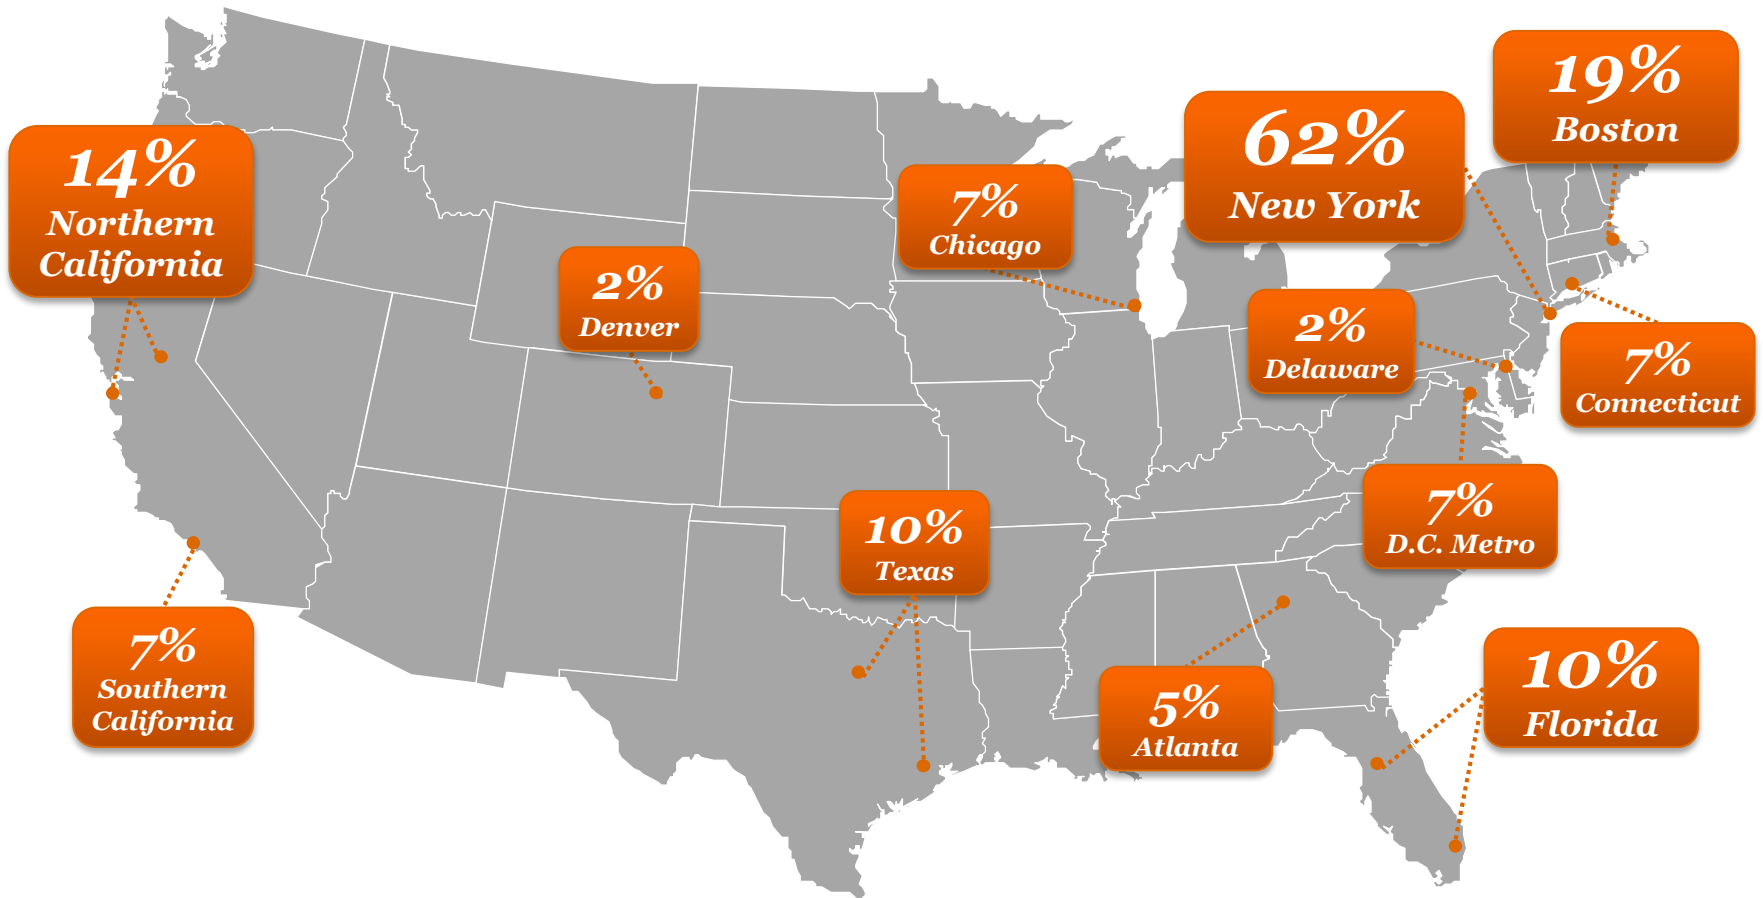 19%
Boston
62%
New York
14%
Northern
California
7%
Chicago
2%
Denver
2%
Delaware
7%
Connecticut
7%
D.C. Metro
10%
Texas
7%
Southern
California
5%
Atlanta
10%
Florida